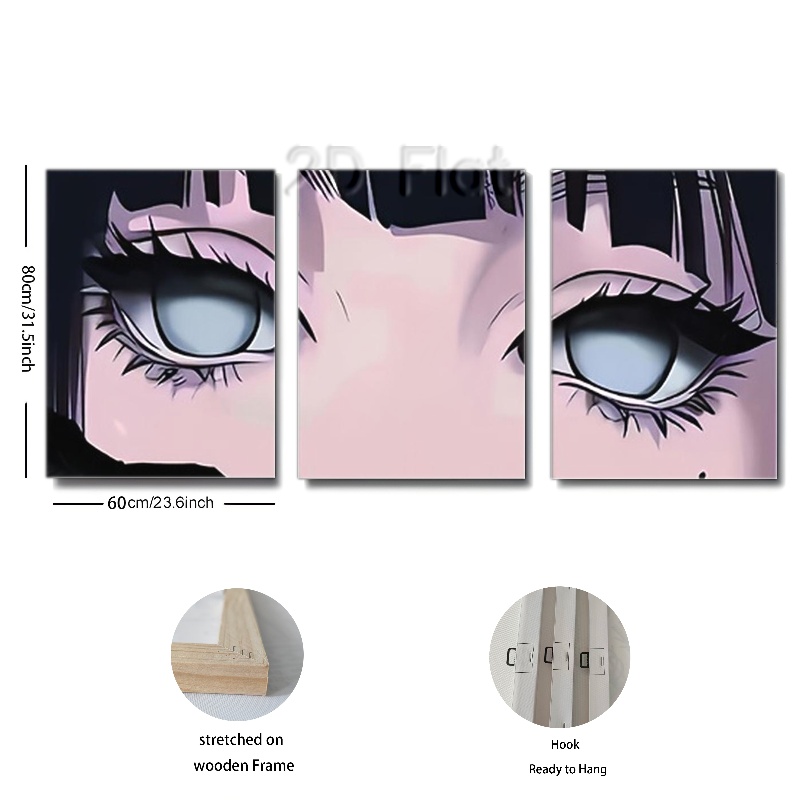 2D Flat
80cm/31.5inch
60cm/23.6inch
stretched on
wooden Frame
Hook
Ready to Hang